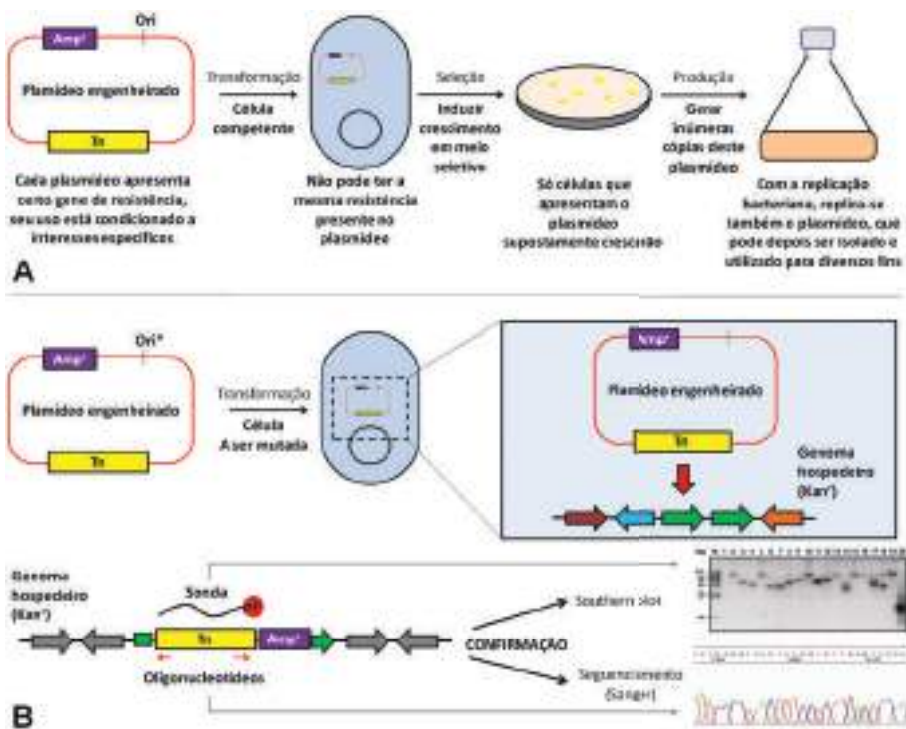 Ori
Ampʳ
Plamídeo engenheirado
Tn
Cada plasmídeo apresenta
certo gene de resistência,
seu uso está condicionado a
interesses específicos
Transformação
Célula
competente
Não pode ter a
mesma resistência
presente no
plasmídeo
Seleção
Induzir
crescimento
em meio
seletivo
Só células que
apresentam o
plasmídeo
supostamente crescirão
Produção
Gerar
inúmeras
cópias deste
plasmídeo
Com a replicação
bacteriana, replica-se
também o plasmídeo, que
pode depois ser isolado e
utilizado para diversos fins
A
Ori*
Ampʳ
Plamídeo engenheirado
Tn
Transformação
Célula
A ser mutada
Ampʳ
Plamídeo engenheirado
Tn
Genoma
hospedeiro
(Kanʳ)
Genoma
hospedeiro
(Kanʳ)
Sonda
Tn
Ampʳ
Oligonucleotídeos
CONFIRMAÇÃO
Southern blot
Sequenciamento
(Sanger)
B